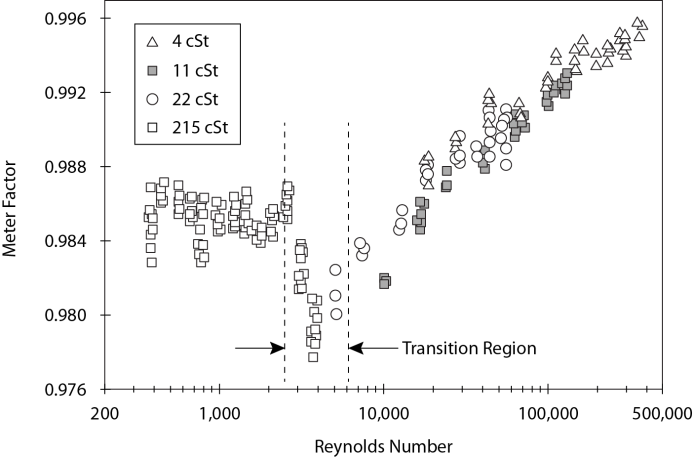 0.996
0.992
0.988
0.984
0.980
0.976
Meter Factor
4 cSt
11 cSt
22 cSt
215 cSt
Transition Region
200 1,000 10,000 100,000 500,000
Reynolds Number